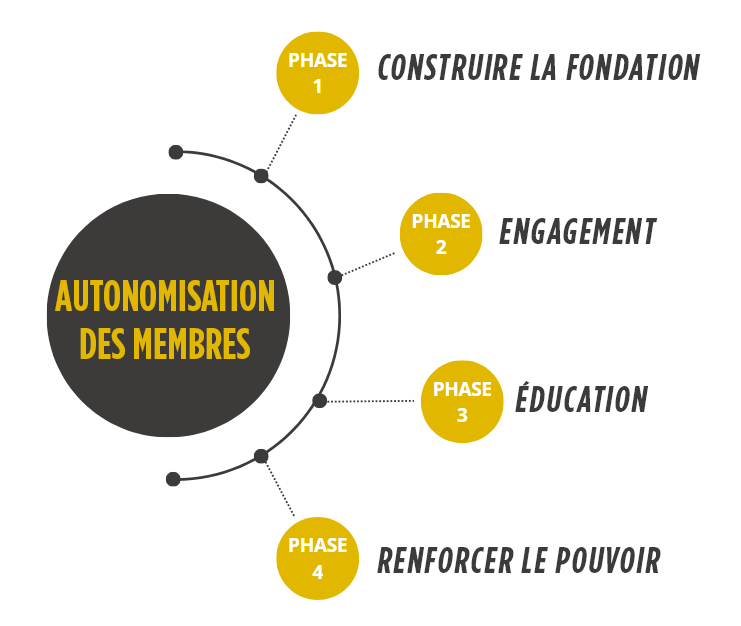 PHASE
1
CONSTRUIRE LA FONDATION
PHASE
2
ENGAGEMENT
AUTONOMISATION
DES MEMBRES
PHASE
3
ÉDUCATION
PHASE
4
RENFORCER LE POUVOIR